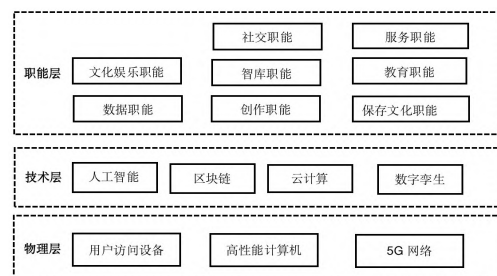 社交职能 服务职能
职能层 文化娱乐职能 智库职能 教育职能
数据职能 创作职能 保存文化职能
技术层 人工智能 区块链 云计算 数字孪生
物理层 用户访问设备 高性能计算机 5G 网络